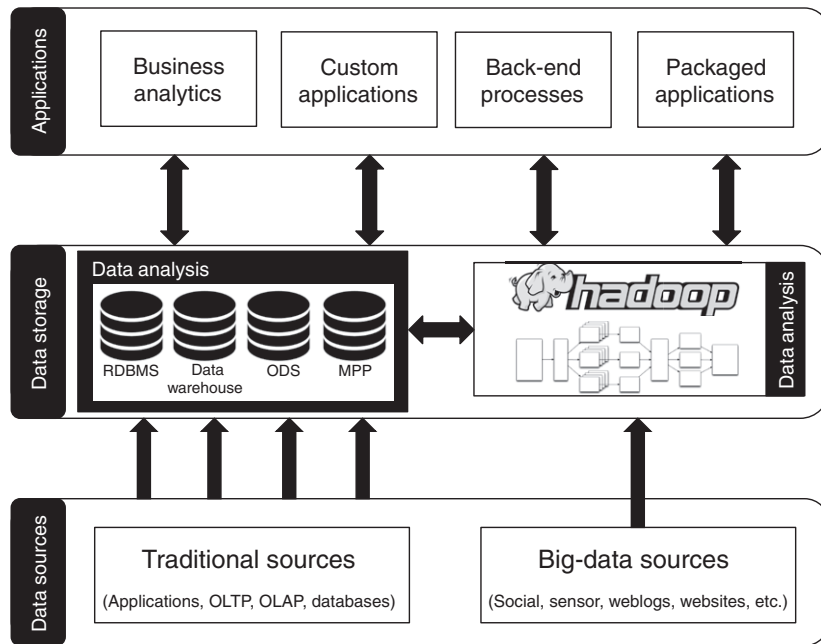 Applications
Business
analytics
Custom
applications
Back-end
processes
Packaged
applications
Data storage
Data analysis
RDBMS
Data
warehouse
ODS
MPP
hadoop
Data analysis
Data sources
Traditional sources
(Applications, OLTP, OLAP, databases)
Big-data sources
(Social, sensor, weblogs, websites, etc.)